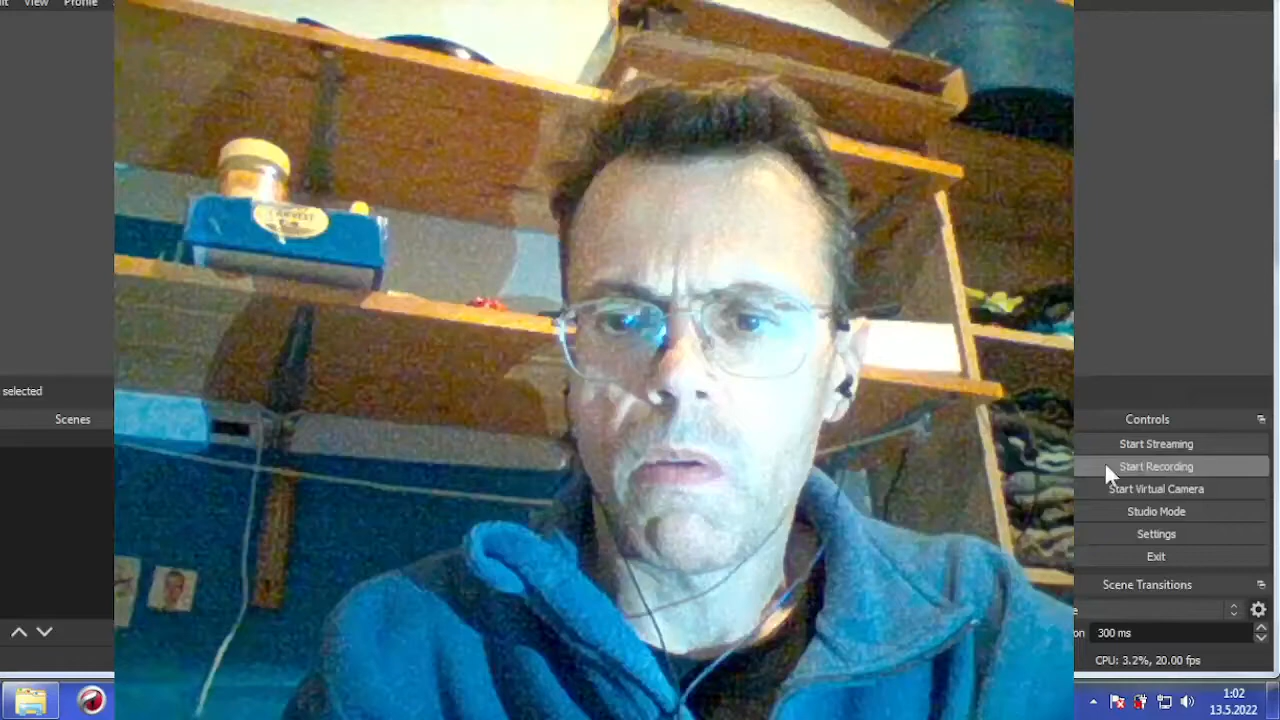 View
Profile
selected
Scenes
Controls
Start Streaming
Start Recording
Start Virtual Camera
Studio Mode
Settings
Exit
Scene Transitions
300 ms
CPU: 3.2%, 20.00 fps
1:02
13.5.2022